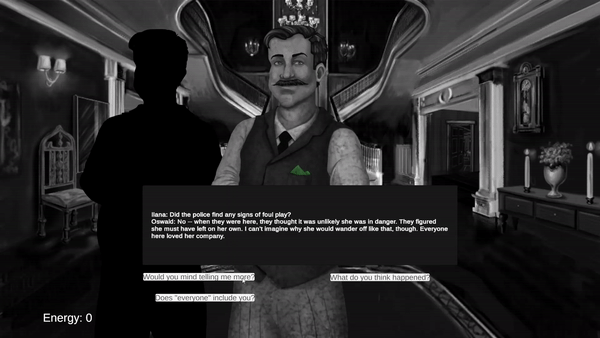 Ilana: Did the police find any signs of foul play?
Oswald: No -- when they were here, they thought it was unlikely she was in danger. They figured
she must have left on her own. I can't imagine why she would wander off like that, though. Everyone
here loved her company.
Would you mind telling me more?
What do you think happened?
Does "everyone" include you?
Energy: 0